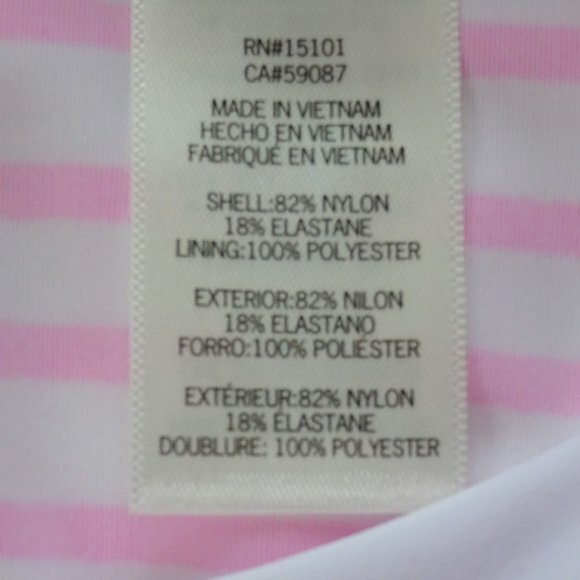 RN#15101
CA#59087
MADE IN VIETNAM
HECHO EN VIETNAM
FABRIQUÉ EN VIETNAM
SHELL:82% NYLON
18% ELASTANE
LINING:100% POLYESTER
EXTERIOR:82% NILON
18% ELASTANO
FORRO:100% POLIÉSTER
EXTÉRIEUR:82% NYLON
18% ÉLASTANE
DOUBLURE: 100% POLYESTER